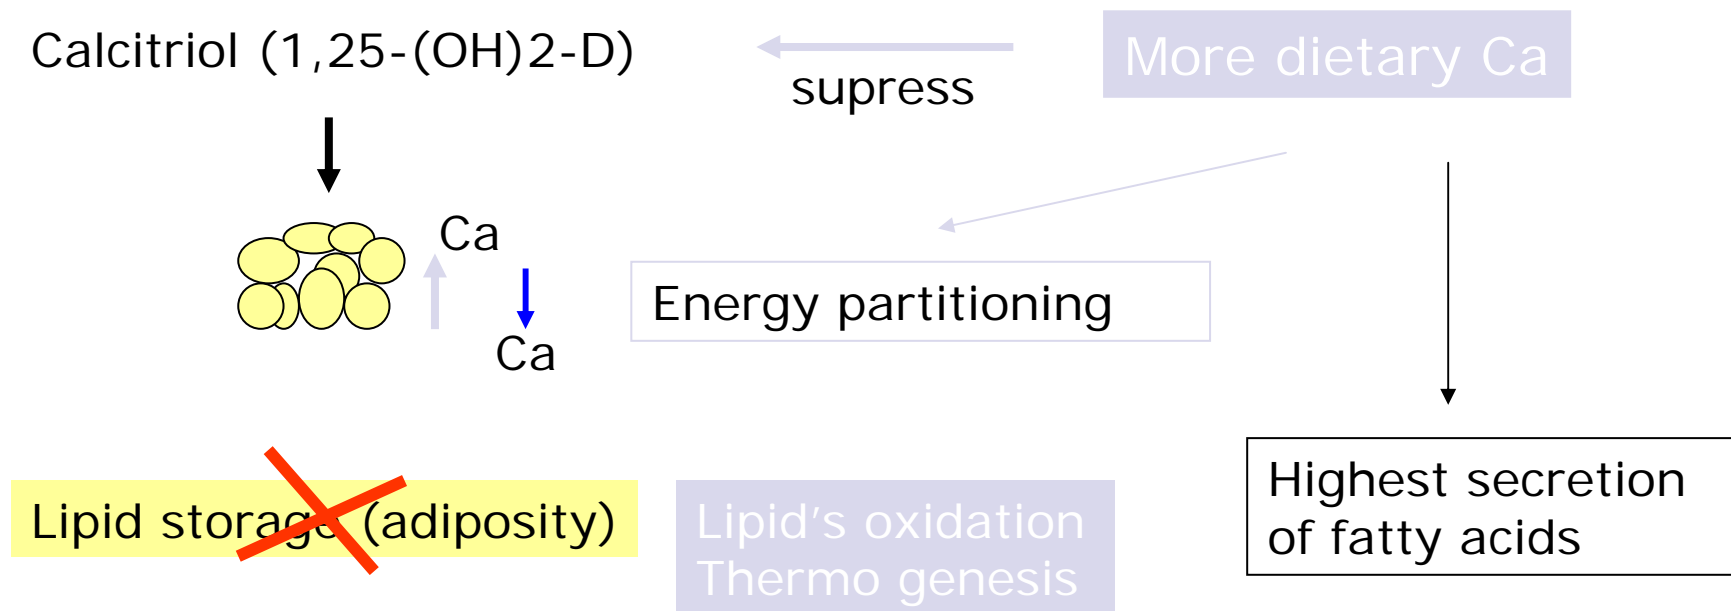 Calcitriol (1,25-(OH)2-D)
More dietary Ca
supress
Ca
Ca
Energy partitioning
Lipid storage (adiposity)
Lipid's oxidation
Thermo genesis
Highest secretion
of fatty acids